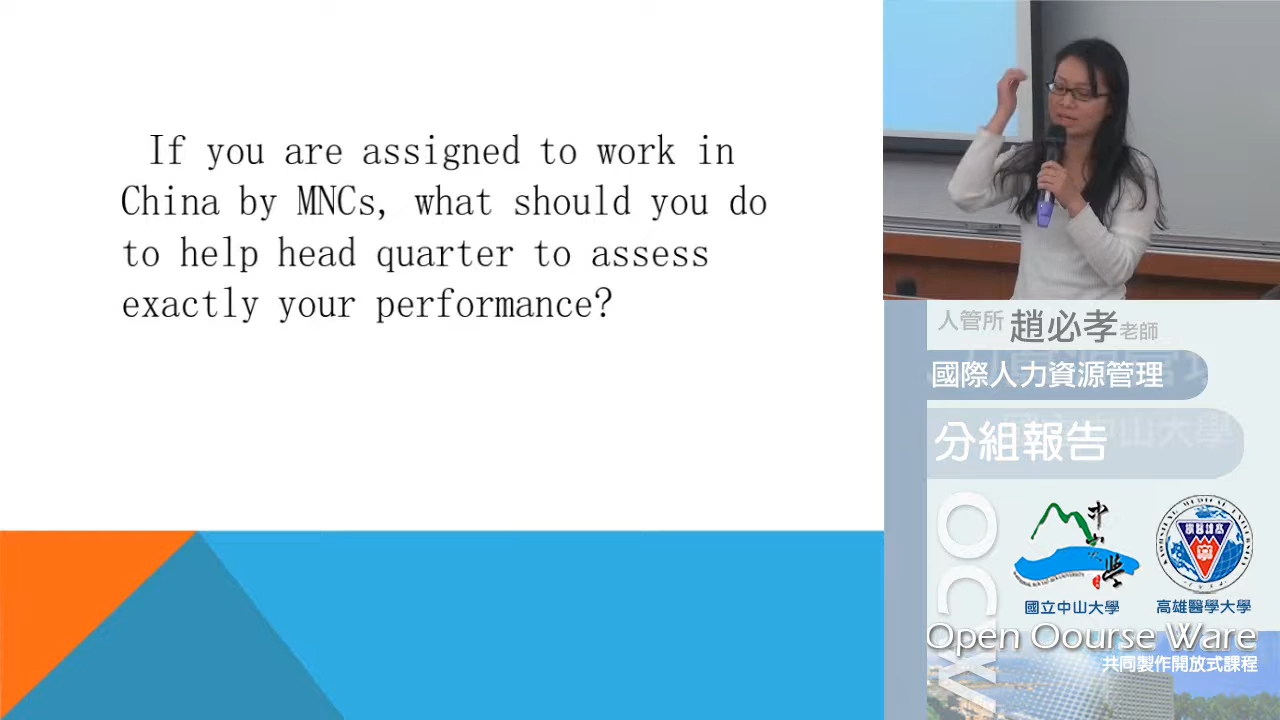 If you are assigned to work in
China by MNCs, what should you do
to help head quarter to assess
exactly your performance?
人管所 趙必孝老師
國際人力資源管理
分組報告
OCW
國立中山大學
高雄醫學大學
Open Oourse Ware
共同製作開放式課程